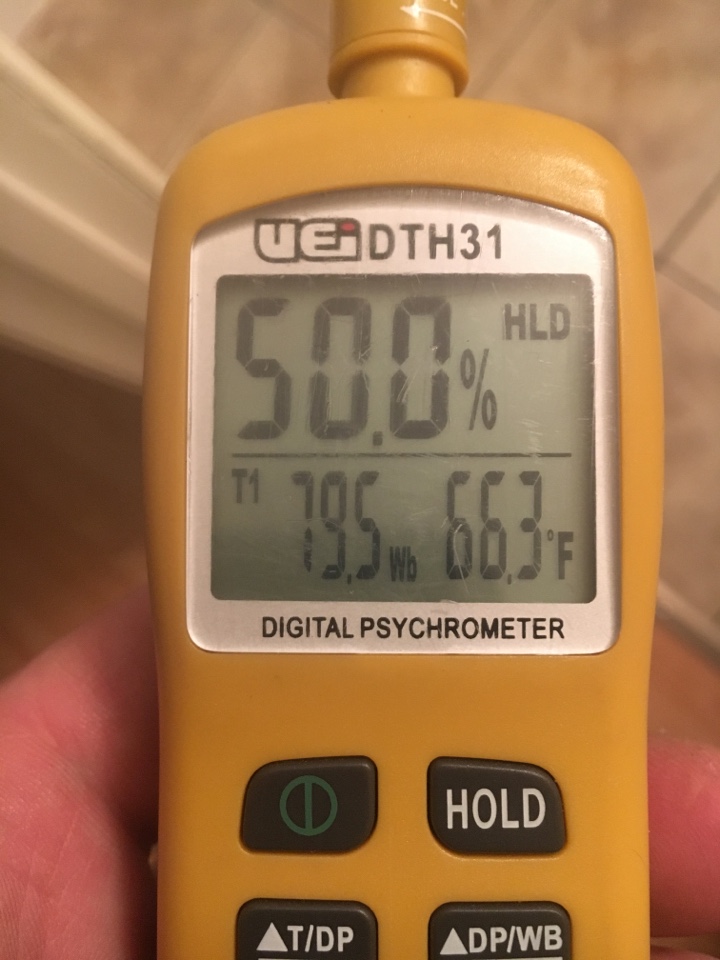 UEi DTH31
50.0% HLD
T1 79.5 Wb 66.3°F
DIGITAL PSYCHROMETER
HOLD
▲T/DP ▲DP/WB